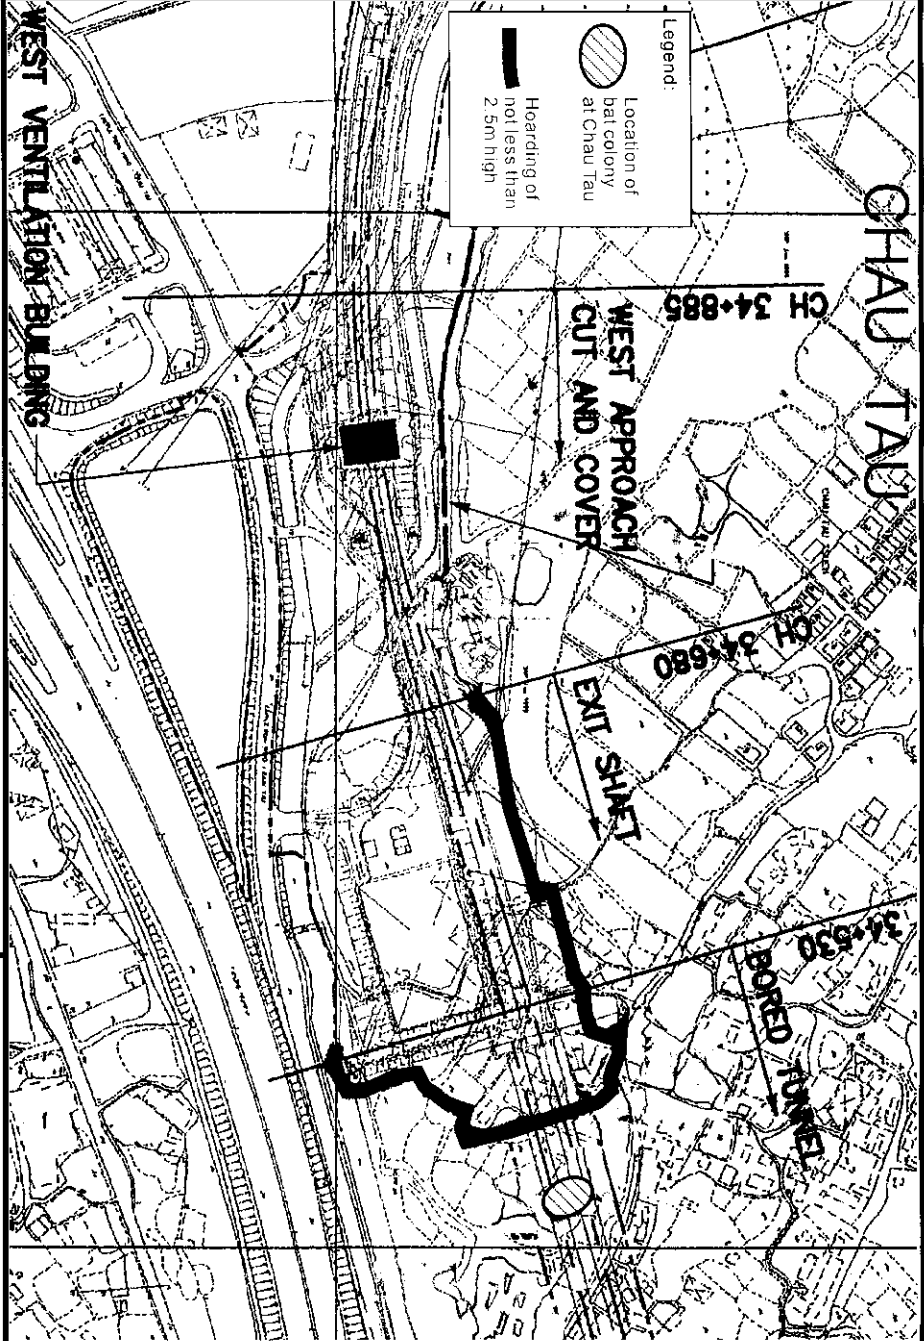 CHAU TAU
Legend:
Location of
bat colony
at Chau Tau
Hoarding of
not less than
2.5m high
CH 34+885
WEST APPROACH
CUT AND COVER
CH 34+680
EXIT SHAFT
34+530
BORED TUNNEL
WEST VENTILATION BUILDING